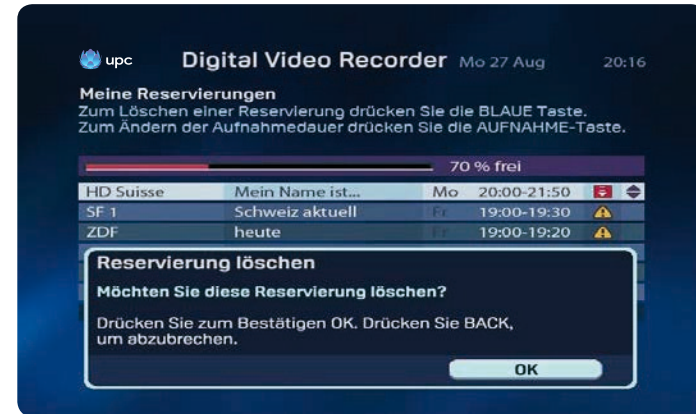 upc Digital Video Recorder Mo 27 Aug 20:16
Meine Reservierungen
Zum Löschen einer Reservierung drücken Sie die BLAUE Taste.
Zum Ändern der Aufnahmedauer drücken Sie die AUFNAHME-Taste.
70 % frei
HD Suisse Mein Name ist... Mo 20:00-21:50
SF 1 Schweiz aktuell Fr 19:00-19:30
ZDF heute Fr 19:00-19:20
Reservierung löschen
Möchten Sie diese Reservierung löschen?
Drücken Sie zum Bestätigen OK. Drücken Sie BACK,
um abzubrechen.
OK